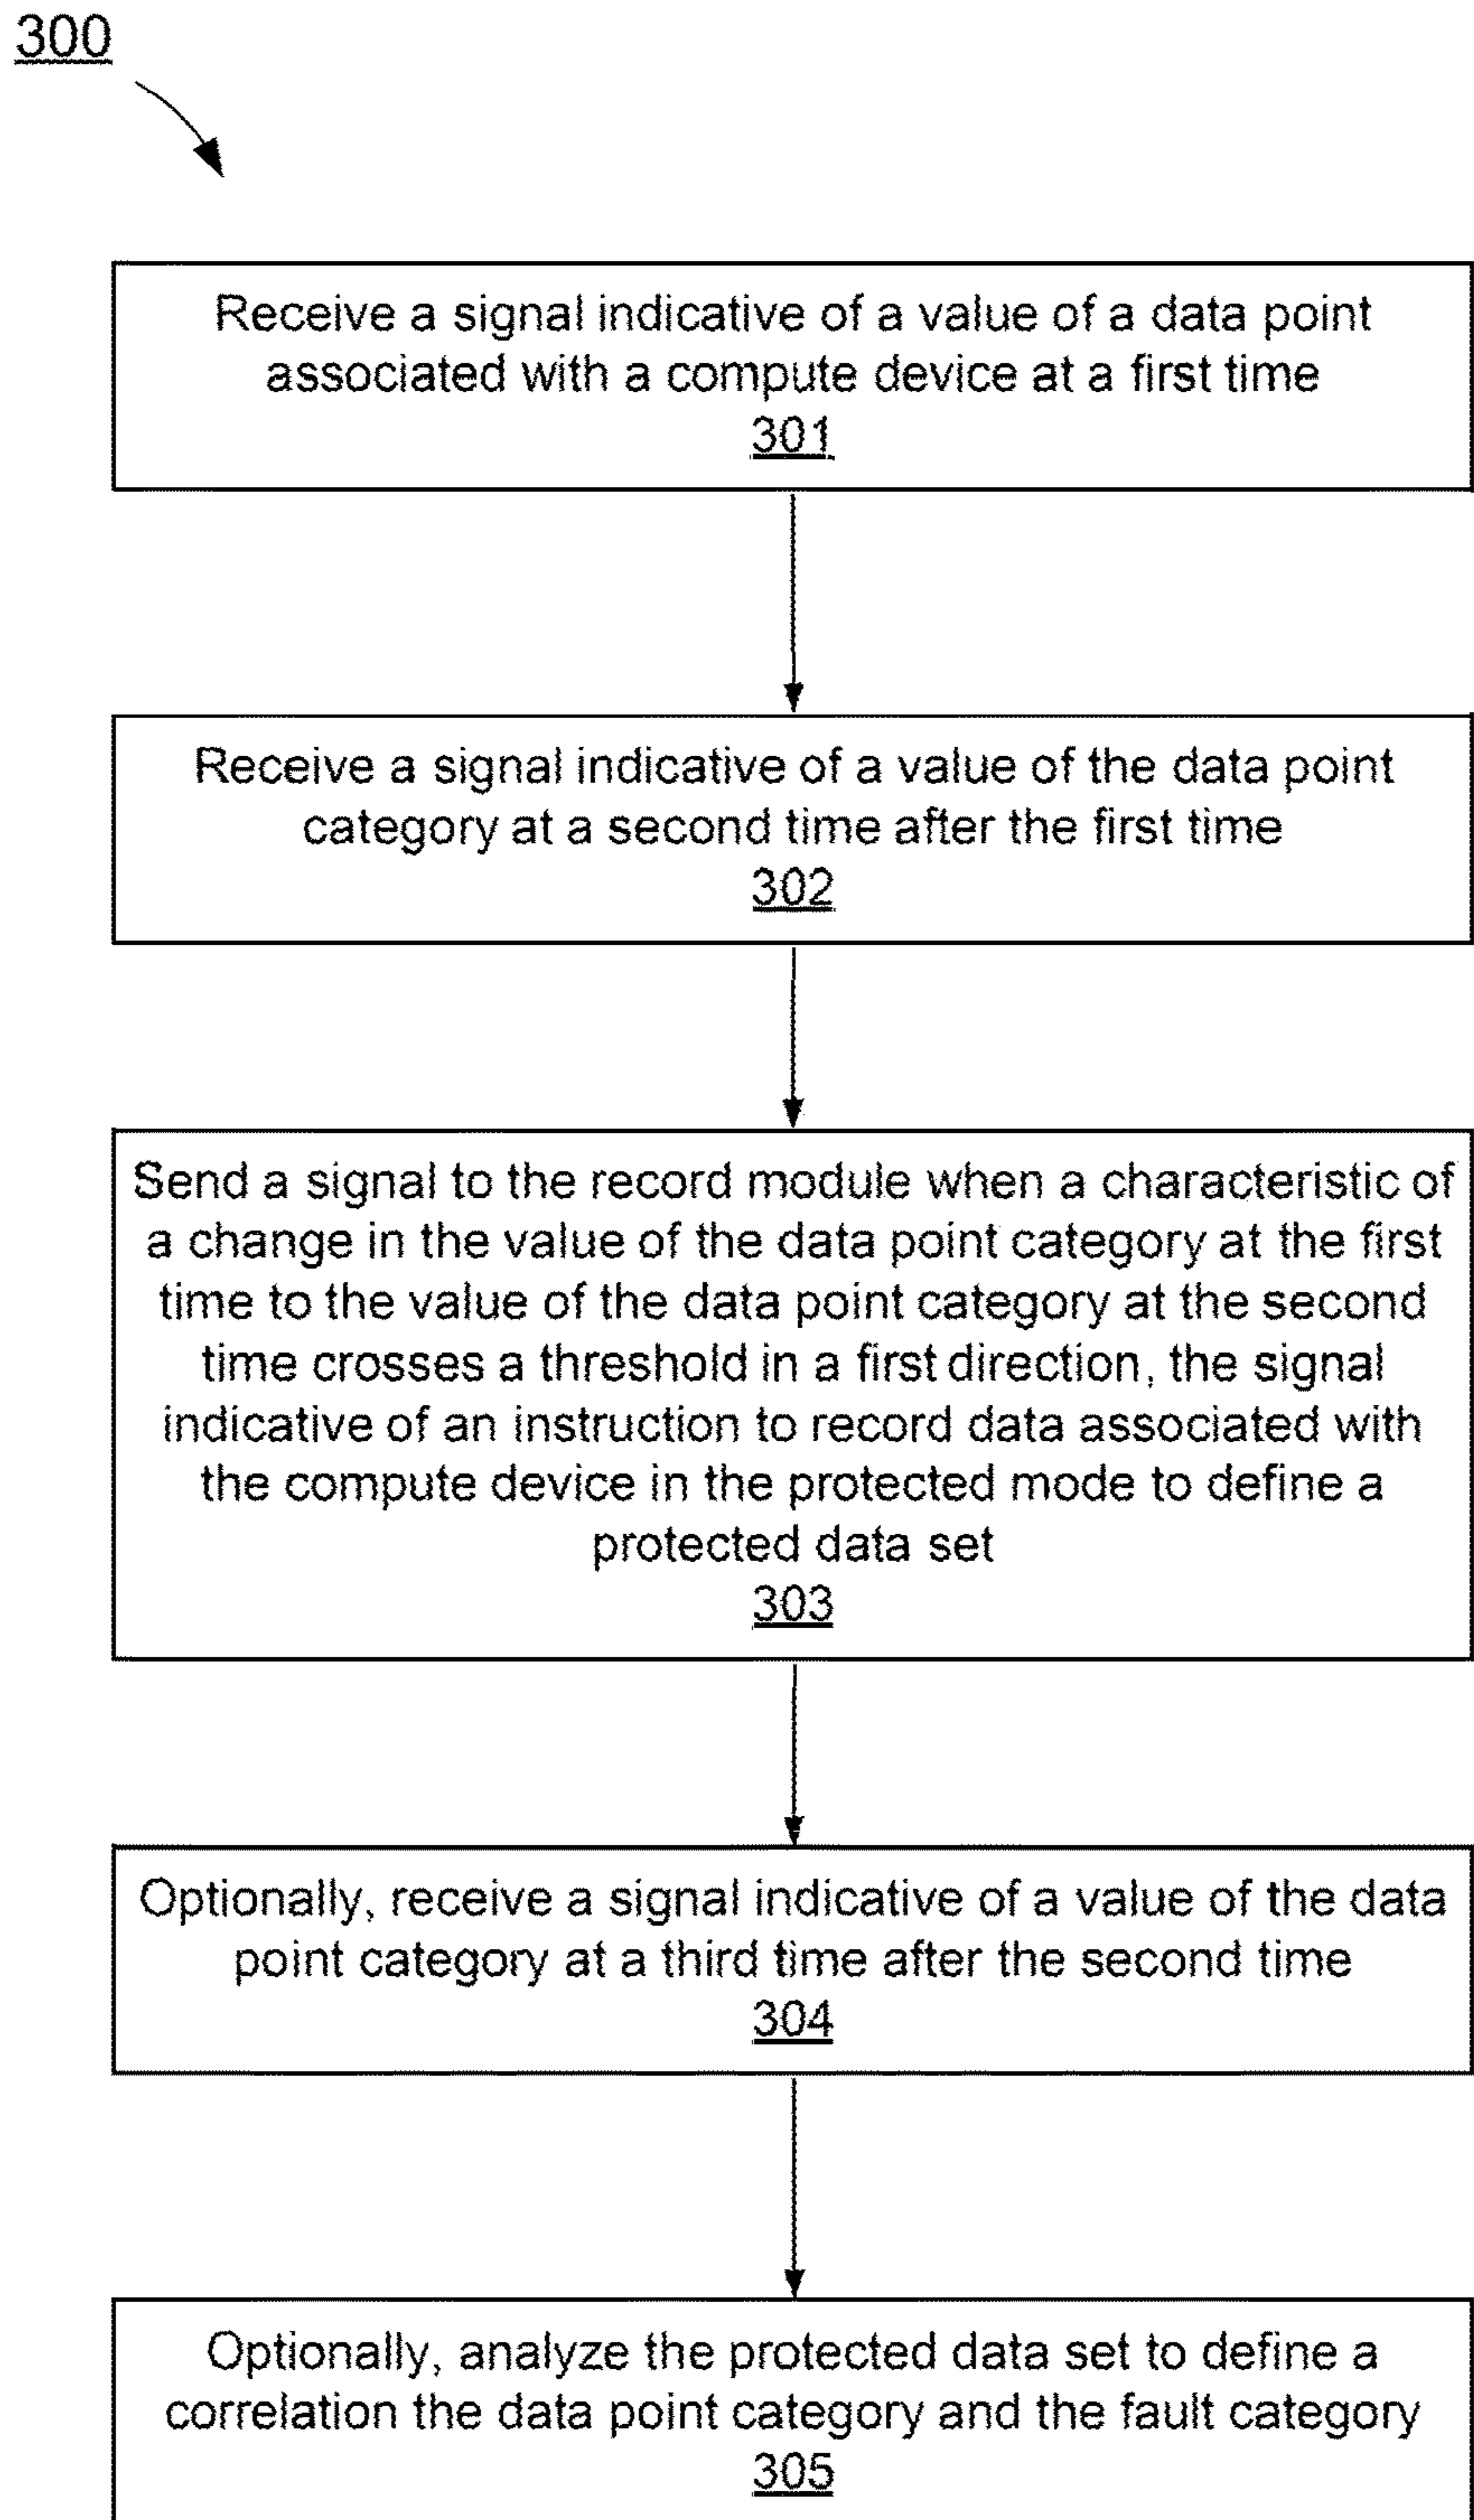 300
Receive a signal indicative of a value of a data point
associated with a compute device at a first time
301
Receive a signal indicative of a value of the data point
category at a second time after the first time
302
Send a signal to the record module when a characteristic of
a change in the value of the data point category at the first
time to the value of the data point category at the second
time crosses a threshold in a first direction, the signal
indicative of an instruction to record data associated with
the compute device in the protected mode to define a
protected data set
303
Optionally, receive a signal indicative of a value of the data
point category at a third time after the second time
304
Optionally, analyze the protected data set to define a
correlation the data point category and the fault category
305